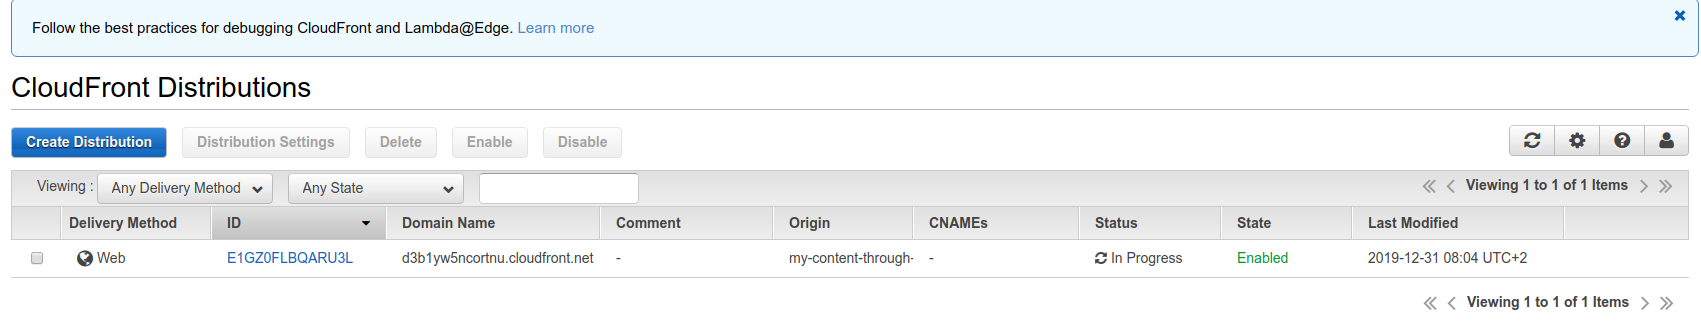 Follow the best practices for debugging CloudFront and Lambda@Edge. Learn more
CloudFront Distributions
Create Distribution Distribution Settings Delete Enable Disable
Viewing : Any Delivery Method Any State Viewing 1 to 1 of 1 Items
Delivery Method ID Domain Name Comment Origin CNAMEs Status State Last Modified
Web E1GZ0FLBQARU3L d3b1yw5ncortnu.cloudfront.net - my-content-through- - In Progress Enabled 2019-12-31 08:04 UTC+2
Viewing 1 to 1 of 1 Items